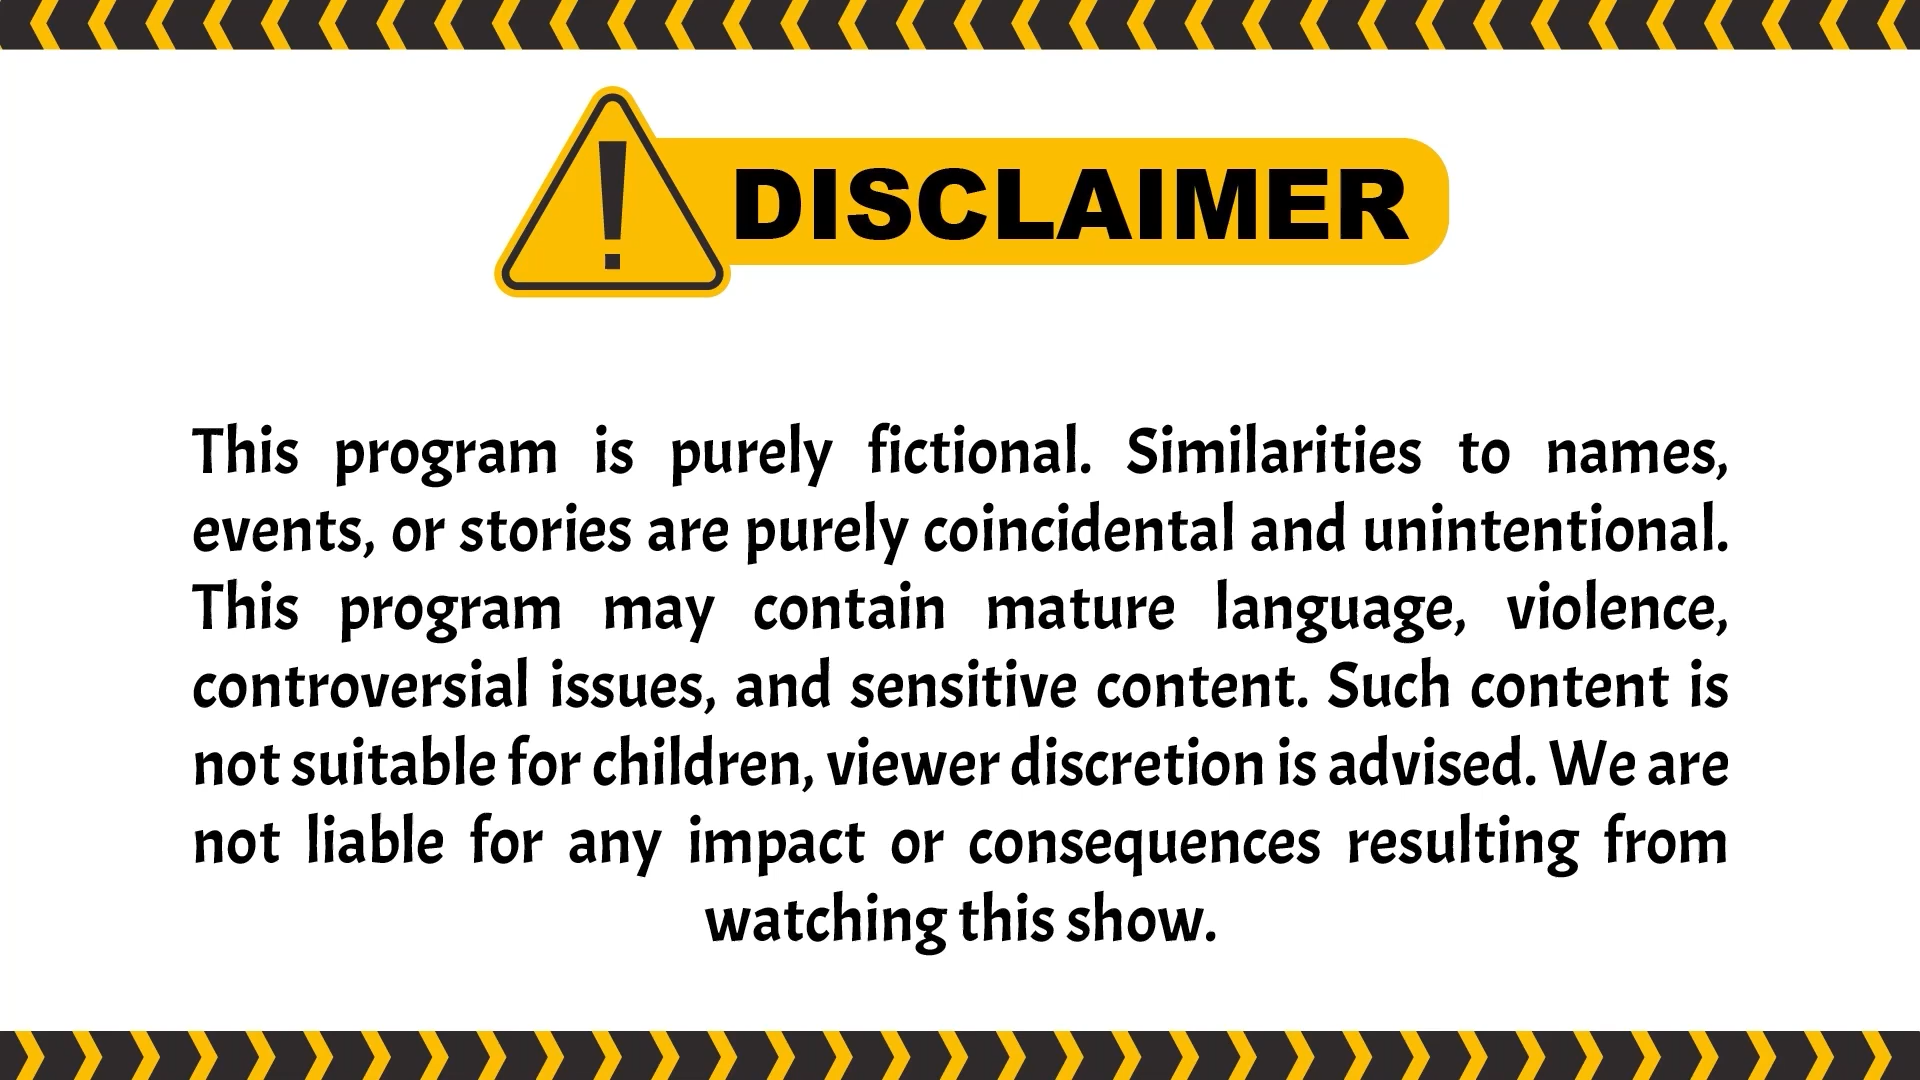 DISCLAIMER
This program is purely fictional. Similarities to names,
events, or stories are purely coincidental and unintentional.
This program may contain mature language, violence,
controversial issues, and sensitive content. Such content is
not suitable for children, viewer discretion is advised. We are
not liable for any impact or consequences resulting from
watching this show.